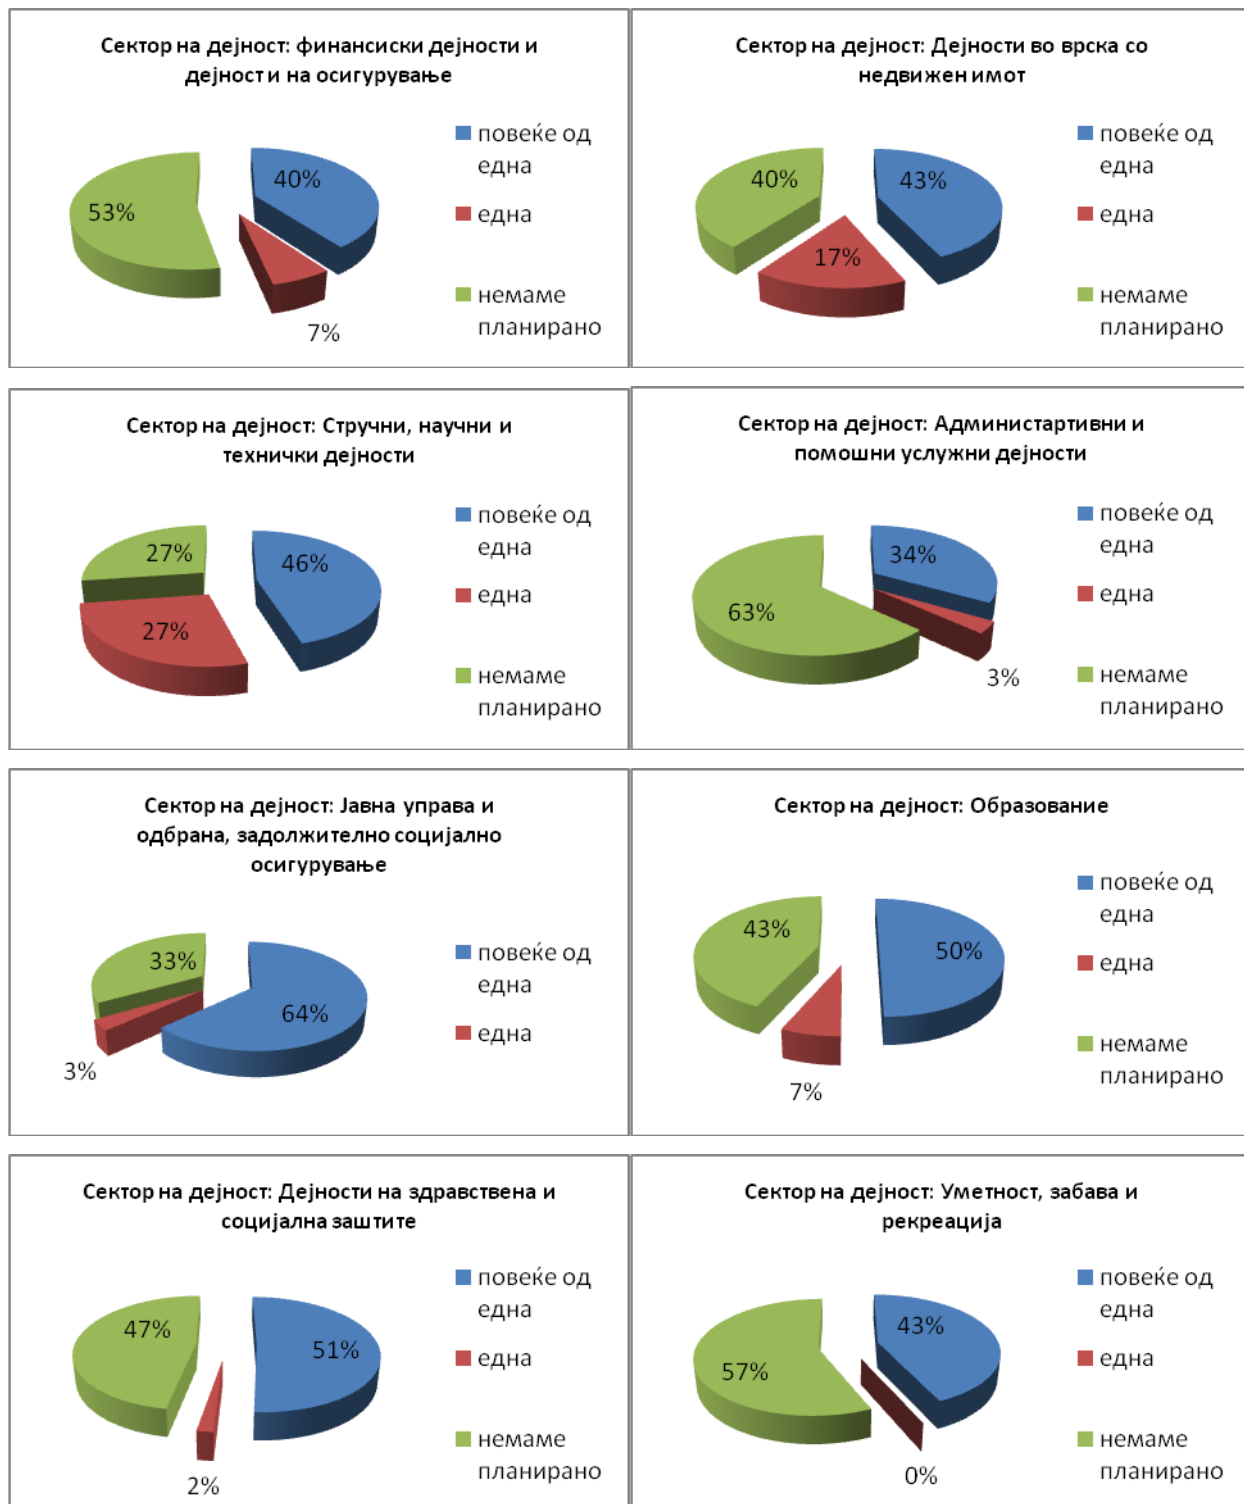 Сектор на дејност: финансиски дејности и
дејност и на осигурување
40%
53%
7%
повеќе од
една
една
немаме
планирано
Сектор на дејност: Дејности во врска со
недвижен имот
40%
43%
17%
повеќе од
една
една
немаме
планирано
Сектор на дејност: Стручни, научни и
технички дејности
27%
46%
27%
повеќе од
една
една
немаме
планирано
Сектор на дејност: Администартивни и
помошни услужни дејности
34%
63%
3%
повеќе од
една
една
немаме
планирано
Сектор на дејност: Јавна управа и
одбрана, задолжително социјално
осигурување
33%
64%
3%
повеќе од
една
една
Сектор на дејност: Образование
43%
50%
7%
повеќе од
една
една
немаме
планирано
Сектор на дејност: Дејности на здравствена и
социјална заштите
47%
51%
2%
повеќе од
една
една
немаме
планирано
Сектор на дејност: Уметност, забава и
рекреација
43%
57%
0%
повеќе од
една
една
немаме
планирано